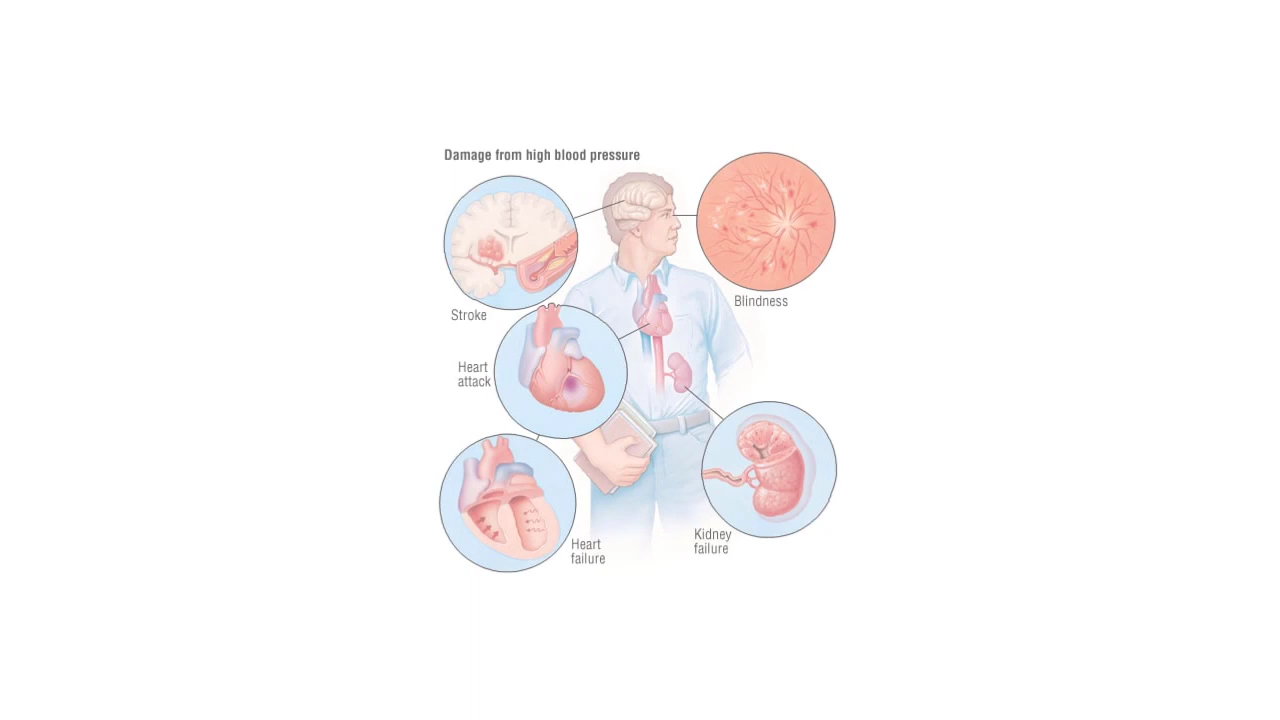 Damage from high blood pressure
Stroke
Blindness
Heart
attack
Heart
failure
Kidney
failure